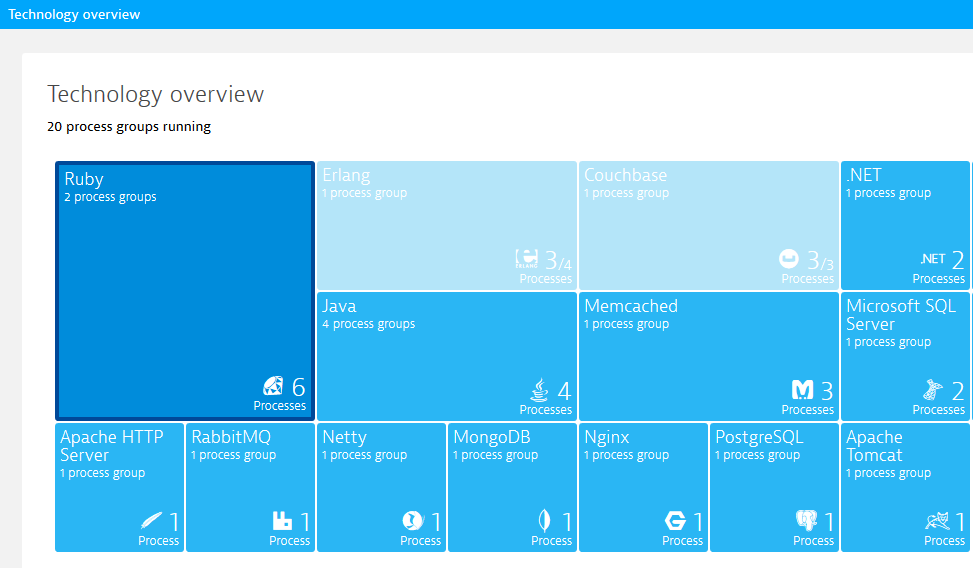 Technology overview
Technology overview
20 process groups running
Ruby
2 process groups
6
Processes
Erlang
1 process group
ERLANG
3/4
Processes
Couchbase
1 process group
3/3
Processes
.NET
1 process group
.NET 2
Processes
Java
4 process groups
4
Processes
Memcached
1 process group
3
Processes
Microsoft SQL
Server
1 process group
2
Processes
Apache HTTP
Server
1 process group
1
Process
RabbitMQ
1 process group
1
Process
Netty
1 process group
1
Process
MongoDB
1 process group
1
Process
Nginx
1 process group
1
Process
PostgreSQL
1 process group
1
Process
Apache
Tomcat
1 process group
1
Process